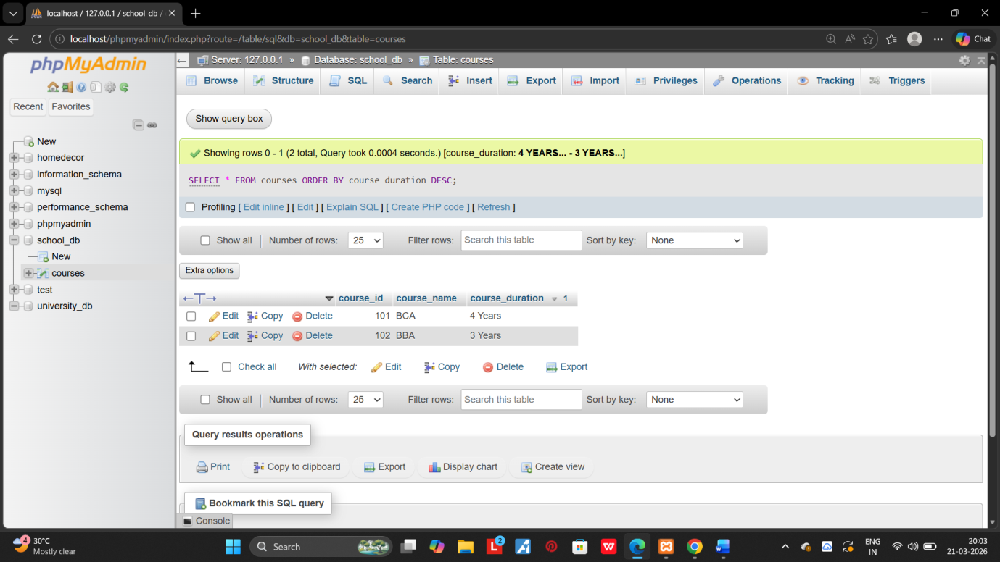 localhost / 127.0.0.1 / school_db /
localhost/phpmyadmin/index.php?route=/table/sql&db=school_db&table=courses
Chat
phpMyAdmin
Recent Favorites
New
homedecor
information_schema
mysql
performance_schema
phpmyadmin
school_db
New
courses
test
university_db
Server: 127.0.0.1 » Database: school_db » Table: courses
Browse Structure SQL Search Insert Export Import Privileges Operations Tracking Triggers
Show query box
Showing rows 0 - 1 (2 total, Query took 0.0004 seconds.) [course_duration: 4 YEARS... - 3 YEARS...]
SELECT * FROM courses ORDER BY course_duration DESC;
Profiling [ Edit inline ] [ Edit ] [ Explain SQL ] [ Create PHP code ] [ Refresh ]
Show all Number of rows: 25 Filter rows: Search this table Sort by key: None
Extra options
course_id course_name course_duration 1
Edit Copy Delete 101 BCA 4 Years
Edit Copy Delete 102 BBA 3 Years
Check all With selected: Edit Copy Delete Export
Show all Number of rows: 25 Filter rows: Search this table Sort by key: None
Query results operations
Print Copy to clipboard Export Display chart Create view
Bookmark this SQL query
Console
4
30°C
Mostly clear
Search
2
ENG
IN
20:03
21-03-2026